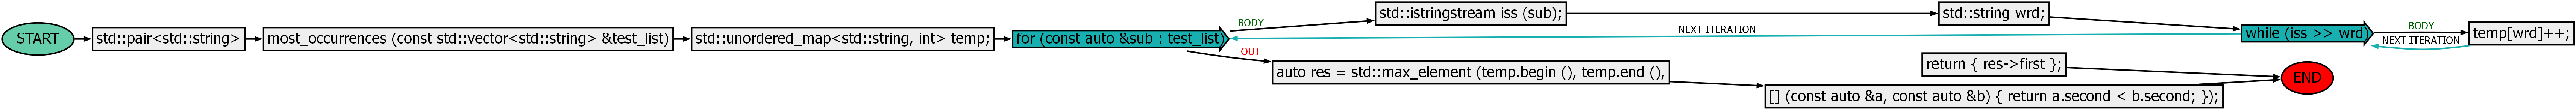 START
std::pair<std::string>
most_occurrences (const std::vector<std::string> &test_list)
std::unordered_map<std::string, int> temp;
for (const auto &sub : test_list)
BODY
std::istringstream iss (sub);
std::string wrd;
NEXT ITERATION
while (iss >> wrd)
BODY
NEXT ITERATION
temp[wrd]++;
OUT
auto res = std::max_element (temp.begin (), temp.end (),
[] (const auto &a, const auto &b) { return a.second < b.second; });
return { res->first };
END